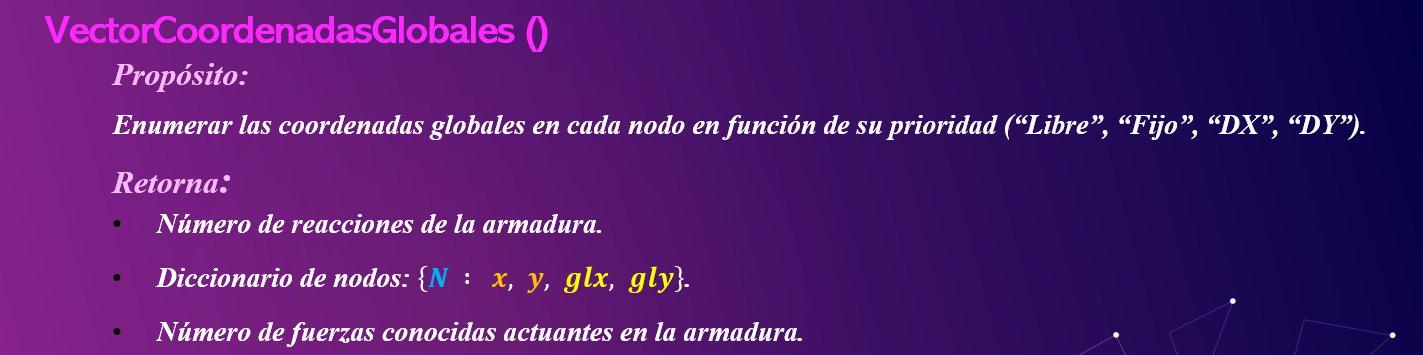 VectorCoordenadasGlobales ()
Propósito:
Enumerar las coordenadas globales en cada nodo en función de su prioridad (“Libre”, “Fijo”, “DX”, “DY”).
Retorna:
• Número de reacciones de la armadura.
• Diccionario de nodos: {N : x, y, glx, gly}.
• Número de fuerzas conocidas actuantes en la armadura.